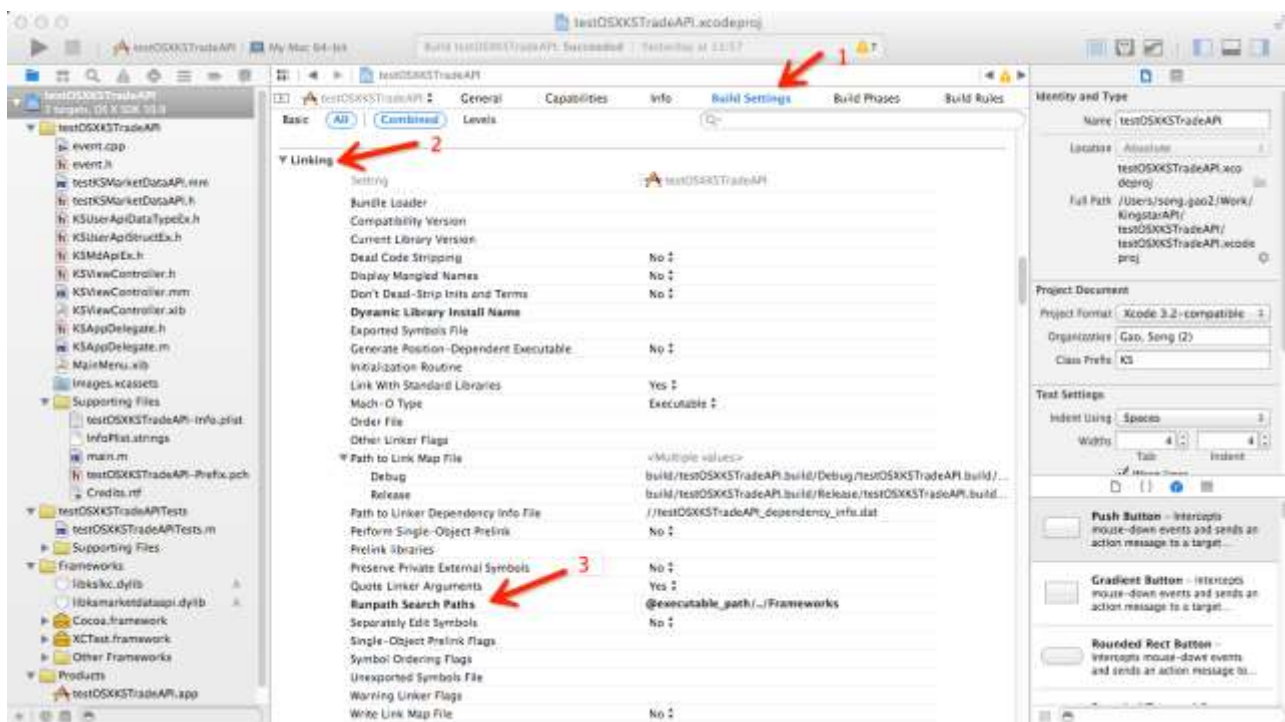 testOSXKSTradeAPI.xcodeproj
testOSXKSTradeAPI My Mac 64-bit
Build testOSXKSTradeAPI: Succeeded Yesterday at 7
1
testOSXKSTradeAPI
testOSXKSTradeAPI General Capabilities Info Build Settings Build Phases Build Rules
Basic All Combined Levels
2
Linking
Setting testOSXKSTradeAPI
Bundle Loader
Compatibility Version
Current Library Version
Dead Code Stripping No
Display Mangled Names No
Don't Dead-Strip Inits and Terms No
Dynamic Library Install Name
Exported Symbols File
Generate Position-Dependent Executable No
Initialization Routine
Link With Standard Libraries Yes
Mach-O Type Executable
Order File
Other Linker Flags
Path to Link Map File <Multiple values>
Debug build/testOSXKSTradeAPI.build/Debug/testOSXKSTradeAPI.build/...
Release build/testOSXKSTradeAPI.build/Release/testOSXKSTradeAPI.build...
Path to Linker Dependency Info File //testOSXKSTradeAPI_dependency_info.dat
Perform Single-Object Prelink No
Prelink libraries
Preserve Private External Symbols No
3
Quote Linker Arguments Yes
Runpath Search Paths @executable_path/../Frameworks
Separately Edit Symbols No
Single-Object Prelink Flags
Symbol Ordering Flags
Unexported Symbols File
Warning Linker Flags
Write Link Map File No
testOSXKSTradeAPI
2 targets, OS X SDK
testOSXKSTradeAPI
event.cpp
event.h
testKSMarketDataAPI.mm
testKSMarketDataAPI.h
KSUserApiDataTypeEx.h
KSUserApiStructEx.h
KSMdApiEx.h
KSViewController.h
KSViewController.mm
KSViewController.xib
KSAppDelegate.h
KSAppDelegate.m
MainMenu.xib
Images.xcassets
Supporting Files
testOSXKSTradeAPI-Info.plist
InfoPlist.strings
main.m
testOSXKSTradeAPI-Prefix.pch
Credits.rtf
testOSXKSTradeAPITests
testOSXKSTradeAPITests.m
Supporting Files
Frameworks
libkslkc.dylib
libksmarketdataapi.dylib
Cocoa.framework
XCTest.framework
Other Frameworks
Products
testOSXKSTradeAPI.app
Identity and Type
Name testOSXKSTradeAPI
Location Absolute
testOSXKSTradeAPI.xco
deproj
Full Path /Users/song.gao2/Work/
KingstarAPI/
testOSXKSTradeAPI/
testOSXKSTradeAPI.xcode
proj
Project Document
Project Format Xcode 3.2-compatible
Organization Gao, Song (2)
Class Prefix KS
Text Settings
Indent Using Spaces
Widths 4 4
Tab Indent
Push Button - Intercepts
mouse-down events and sends an
action message to a target...
Gradient Button - Intercepts
mouse-down events and sends an
action message to a target...
Rounded Rect Button -
Intercepts mouse-down events
and sends an action message to...